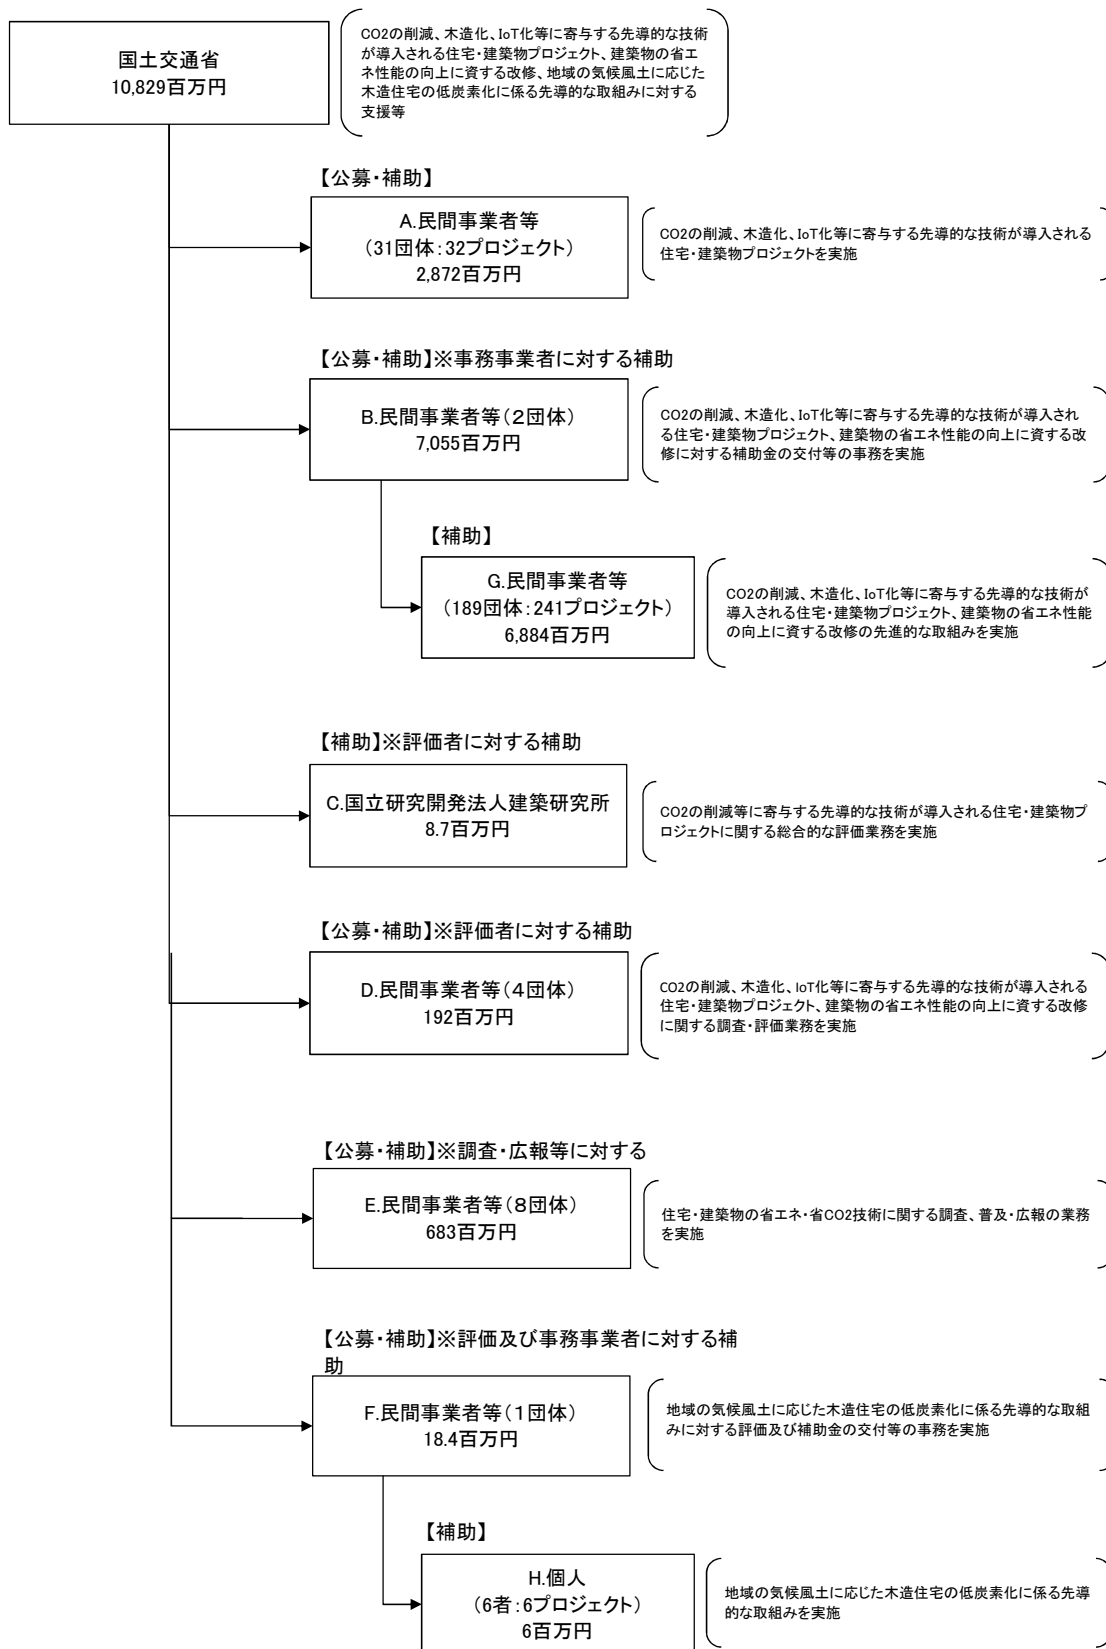 国土交通省
10,829百万円
CO2の削減、木造化、IoT化等に寄与する先導的な技術
が導入される住宅・建築物プロジェクト、建築物の省エ
ネ性能の向上に資する改修、地域の気候風土に応じた
木造住宅の低炭素化に係る先導的な取組みに対する
支援等
【公募・補助】
A.民間事業者等
(31団体:32プロジェクト)
2,872百万円
CO2の削減、木造化、IoT化等に寄与する先導的な技術が導入される
住宅・建築物プロジェクトを実施
【公募・補助】※事務事業者に対する補助
B.民間事業者等(2団体)
7,055百万円
CO2の削減、木造化、IoT化等に寄与する先導的な技術が導入され
る住宅・建築物プロジェクト、建築物の省エネ性能の向上に資する改
修に対する補助金の交付等の事務を実施
【補助】
G.民間事業者等
(189団体:241プロジェクト)
6,884百万円
CO2の削減、木造化、IoT化等に寄与する先導的な技術が
導入される住宅・建築物プロジェクト、建築物の省エネ性能
の向上に資する改修の先進的な取組みを実施
【補助】※評価者に対する補助
C.国立研究開発法人建築研究所
8.7百万円
CO2の削減等に寄与する先導的な技術が導入される住宅・建築物プ
ロジェクトに関する総合的な評価業務を実施
【公募・補助】※評価者に対する補助
D.民間事業者等(4団体)
192百万円
CO2の削減、木造化、IoT化等に寄与する先導的な技術が導入される
住宅・建築物プロジェクト、建築物の省エネ性能の向上に資する改修
に関する調査・評価業務を実施
【公募・補助】※調査・広報等に対する
E.民間事業者等(8団体)
683百万円
住宅・建築物の省エネ・省CO2技術に関する調査、普及・広報の業務
を実施
【公募・補助】※評価及び事務事業者に対する補
助
F.民間事業者等(1団体)
18.4百万円
地域の気候風土に応じた木造住宅の低炭素化に係る先導的な取組
みに対する評価及び補助金の交付等の事務を実施
【補助】
H.個人
(6者:6プロジェクト)
6百万円
地域の気候風土に応じた木造住宅の低炭素化に係る先導
的な取組みを実施